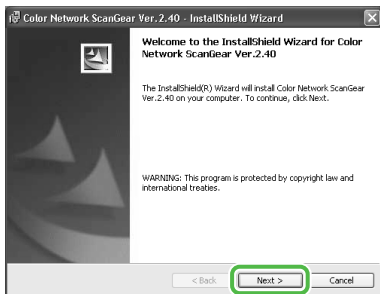 Color Network ScanGear Ver.2.40 - InstallShield Wizard
Welcome to the InstallShield Wizard for Color
Network ScanGear Ver.2.40
The InstallShield(R) Wizard will install Color Network ScanGear
Ver.2.40 on your computer. To continue, click Next.
WARNING: This program is protected by copyright law and
international treaties.
< Back
Next >
Cancel